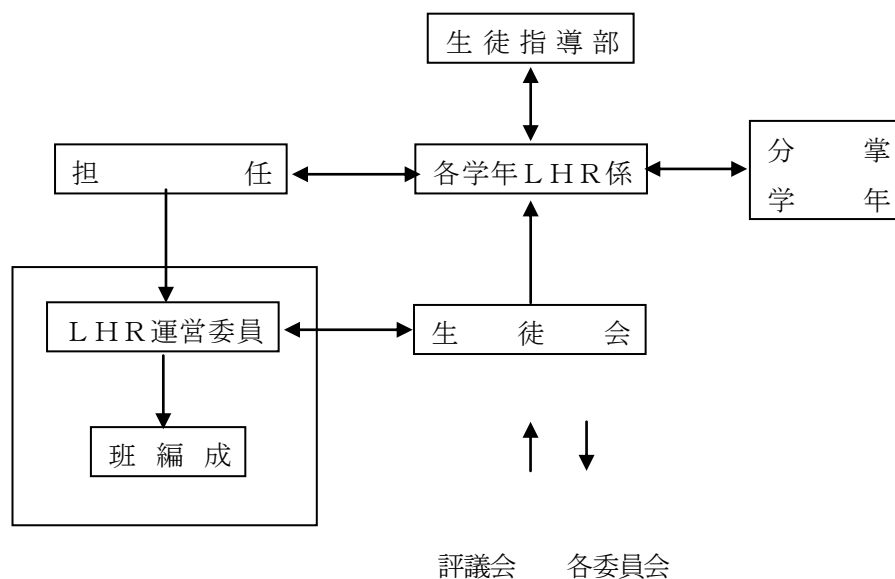 生徒指導部
担任
各学年ＬＨＲ係
分掌
学年
ＬＨＲ運営委員
生徒会
班編成
評議会 各委員会